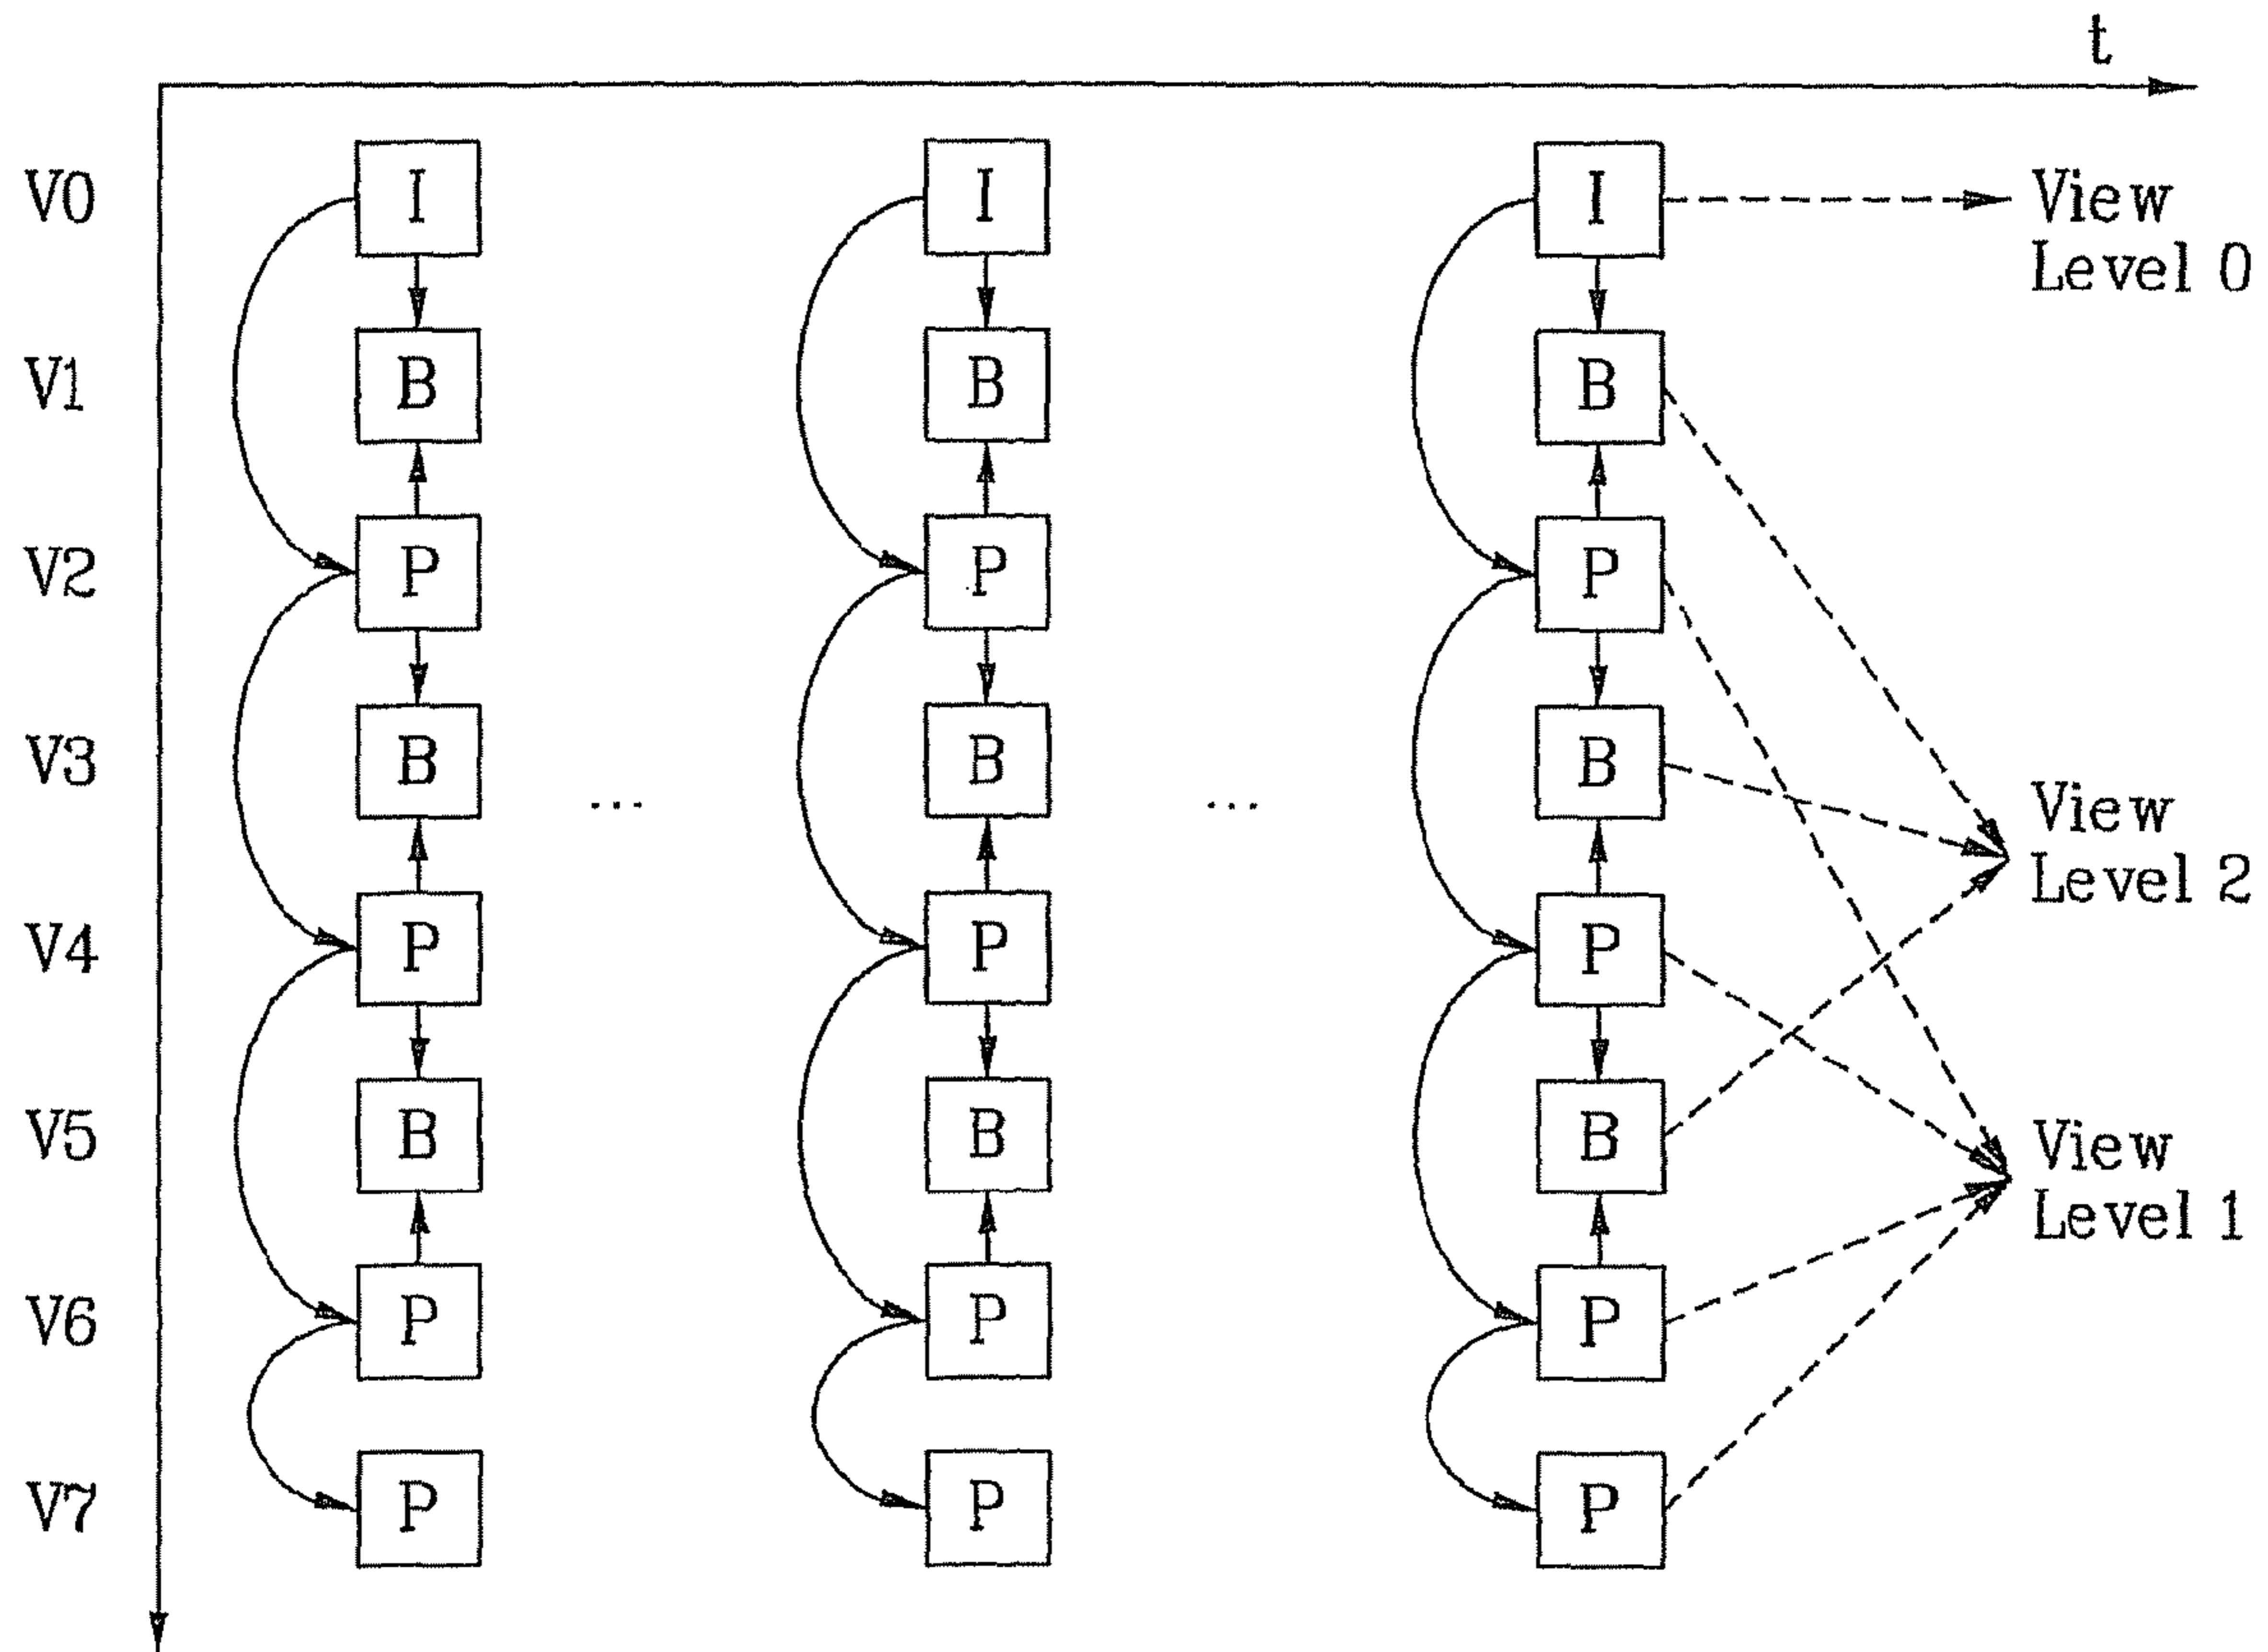 t
V0 I I I View
Level 0
V1 B B B
V2 P P P
V3 B B B View
... ...
Level 2
V4 P P P
V5 B B B View
Level 1
V6 P P P
V7 P P P